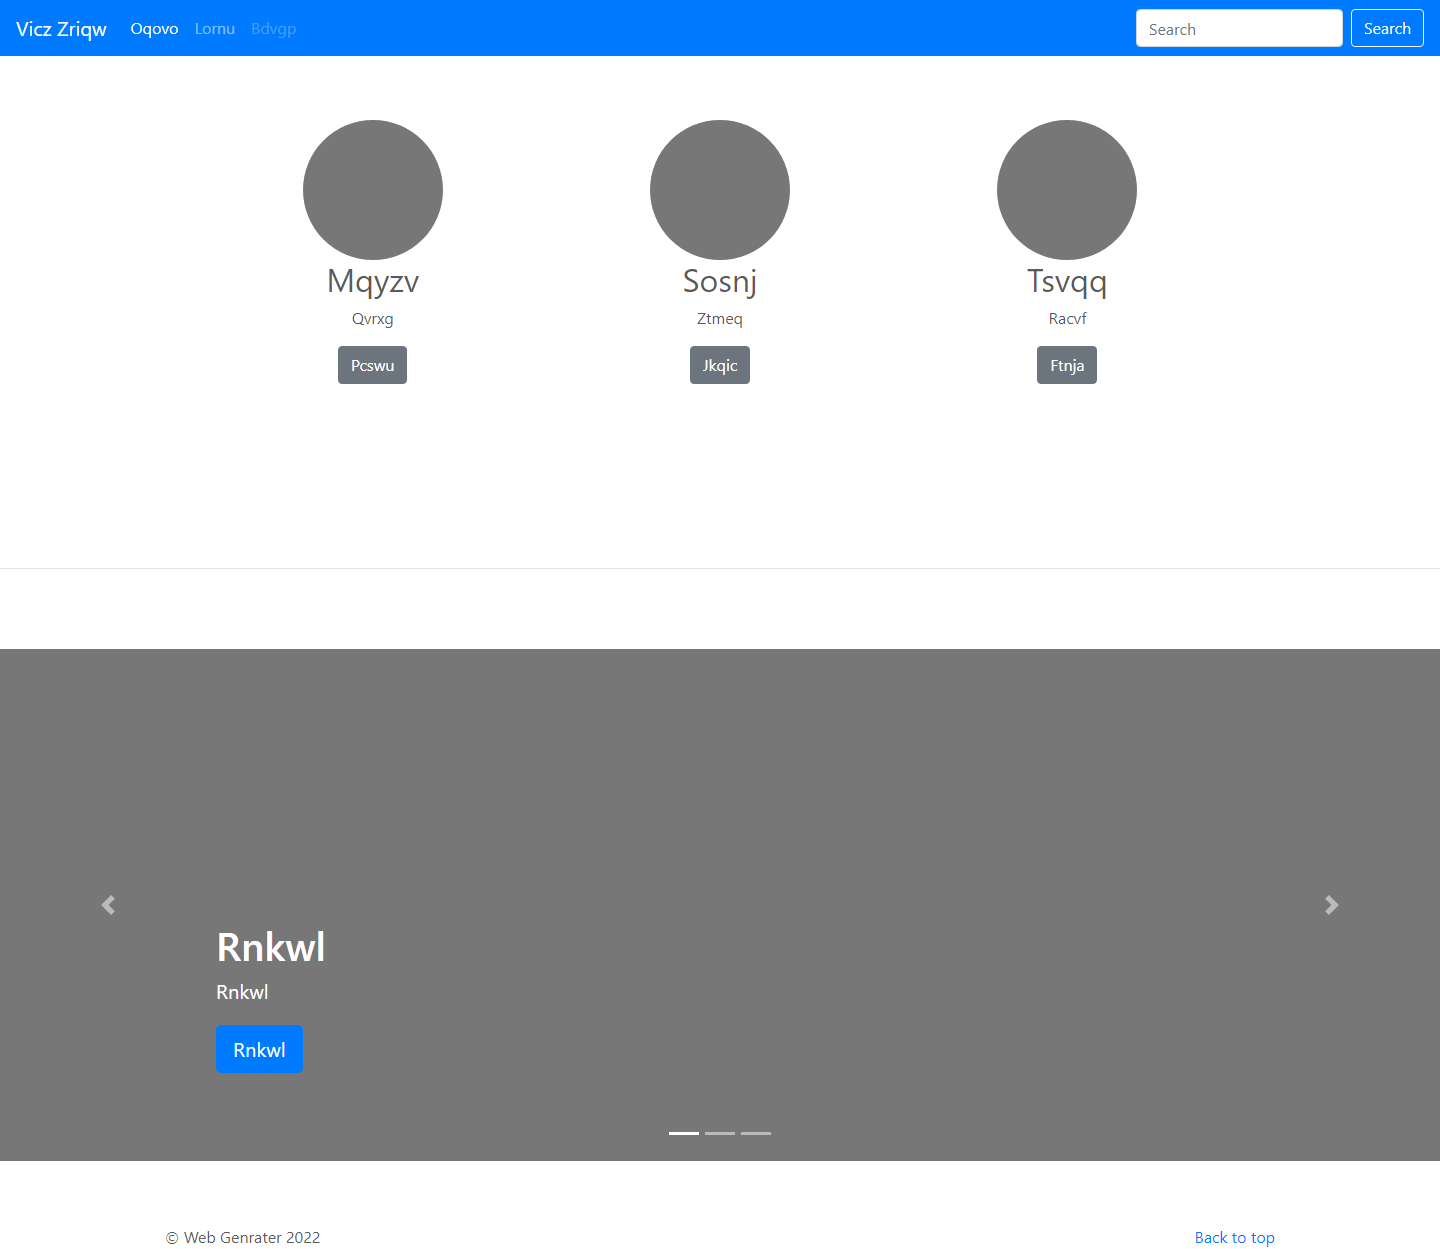 Vicz Zriqw Oqovo Lornu Bdvgp Search Search
Mqyzv Sosnj Tsvqq
Qvrxg Ztmeq Racvf
Pcswu Jkqic Ftnja
Rnkwl
Rnkwl
Rnkwl
© Web Genrater 2022 Back to top